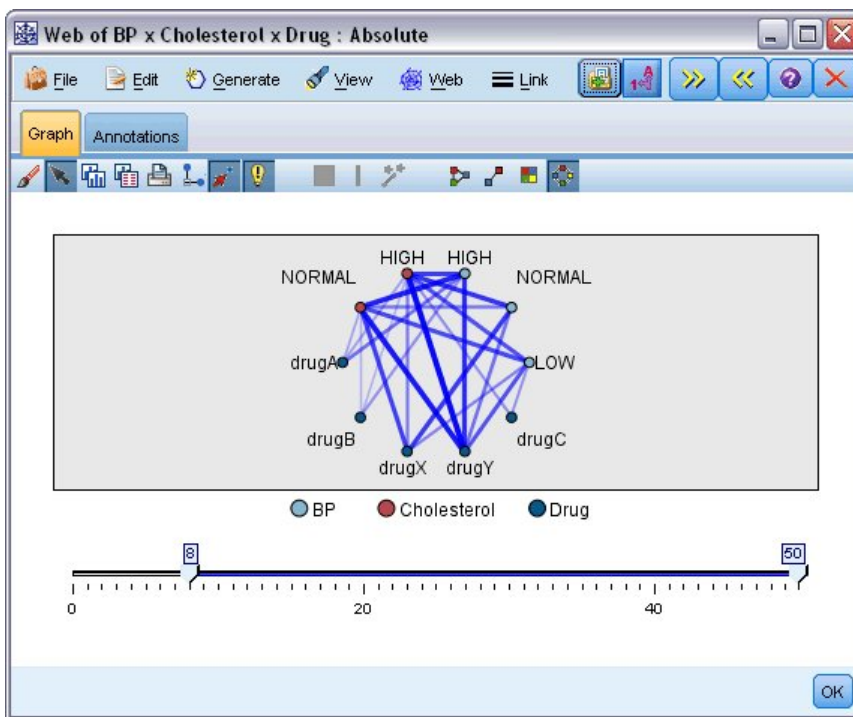 Web of BP x Cholesterol x Drug : Absolute
File Edit Generate View Web Link
Graph Annotations
HIGH HIGH
NORMAL NORMAL
drugA LOW
drugB drugC
drugX drugY
BP Cholesterol Drug
8 50
0 20 40
OK